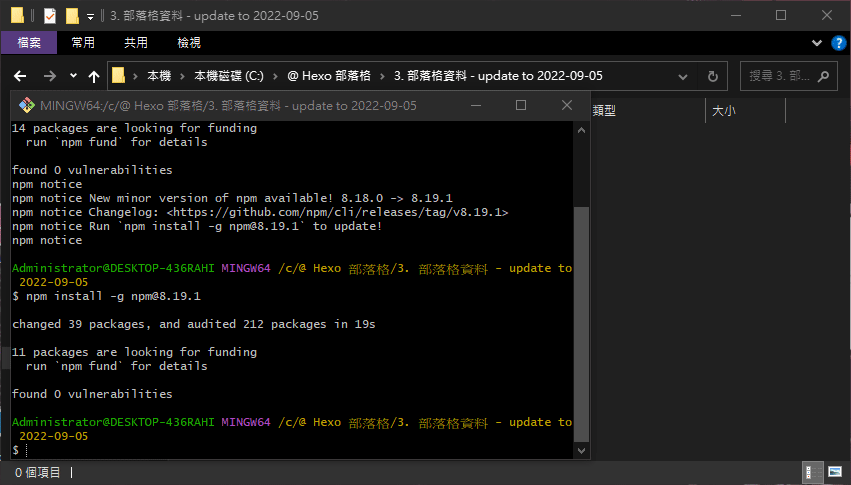 3. 部落格資料 - update to 2022-09-05
檔案 常用 共用 檢視
本機 本機磁碟 (C:) @ Hexo 部落格 3. 部落格資料 - update to 2022-09-05 搜尋 3. 部...
MINGW64:/c/@ Hexo 部落格/3. 部落格資料 - update to 2022-09-05
類型 大小
14 packages are looking for funding
run `npm fund` for details
found 0 vulnerabilities
npm notice
npm notice New minor version of npm available! 8.18.0 -> 8.19.1
npm notice Changelog: <https://github.com/npm/cli/releases/tag/v8.19.1>
npm notice Run `npm install -g npm@8.19.1` to update!
npm notice
Administrator@DESKTOP-436RAHI MINGW64 /c/@ Hexo 部落格/3. 部落格資料 - update to
2022-09-05
$ npm install -g npm@8.19.1
changed 39 packages, and audited 212 packages in 19s
11 packages are looking for funding
run `npm fund` for details
found 0 vulnerabilities
Administrator@DESKTOP-436RAHI MINGW64 /c/@ Hexo 部落格/3. 部落格資料 - update to
2022-09-05
$
0 個項目